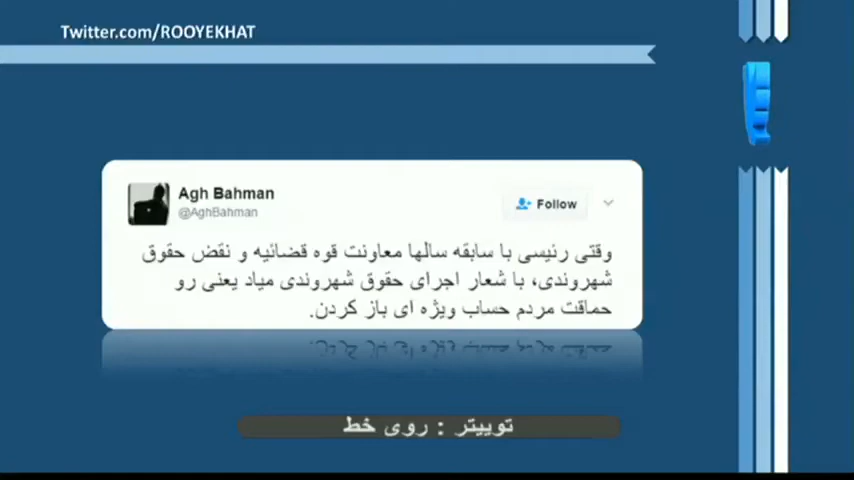 Twitter.com/ROOYEKHAT
Agh Bahman
@AghBahman
Follow
وقتی رئیسی با سابقه سالها معاونت قوه قضائیه و نقض حقوق
شهروندی، با شعار اجرای حقوق شهروندی میاد یعنی رو
حماقت مردم حساب ویژه ای باز کردن.
توییتر : روی خط